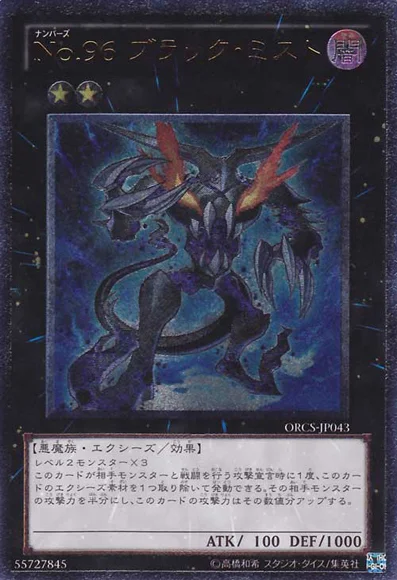 ナンバーズ
No.96 ブラック・ミスト
闇
ORCS-JP043
【悪魔族・エクシーズ／効果】
レベル２モンスター×３
このカードが相手モンスターと戦闘を行う攻撃宣言時に１度、このカー
ドのエクシーズ素材を１つ取り除いて発動できる。その相手モンスター
の攻撃力を半分にし、このカードの攻撃力はその数値分アップする。
ATK/ 100 DEF/1000
55727845
©高橋和希 スタジオ・ダイス/集英社